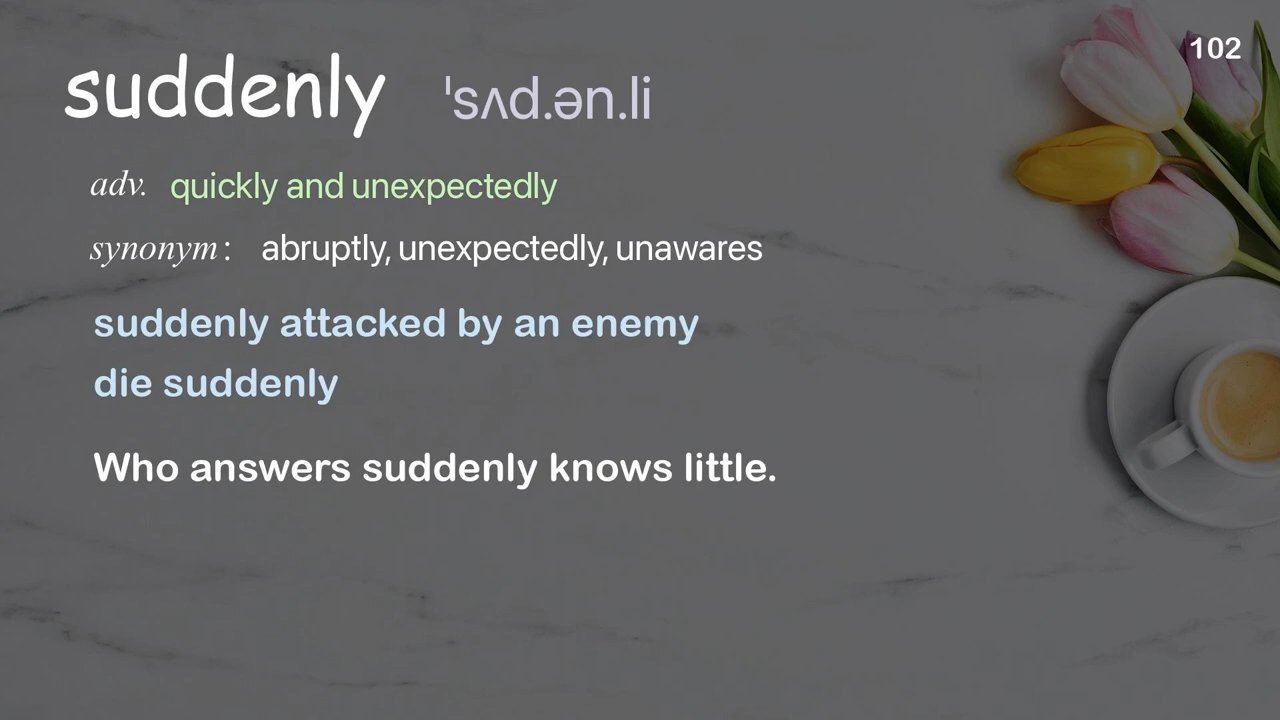 102
suddenly ˈsʌd.ən.li
adv. quickly and unexpectedly
synonym : abruptly, unexpectedly, unawares
suddenly attacked by an enemy
die suddenly
Who answers suddenly knows little.